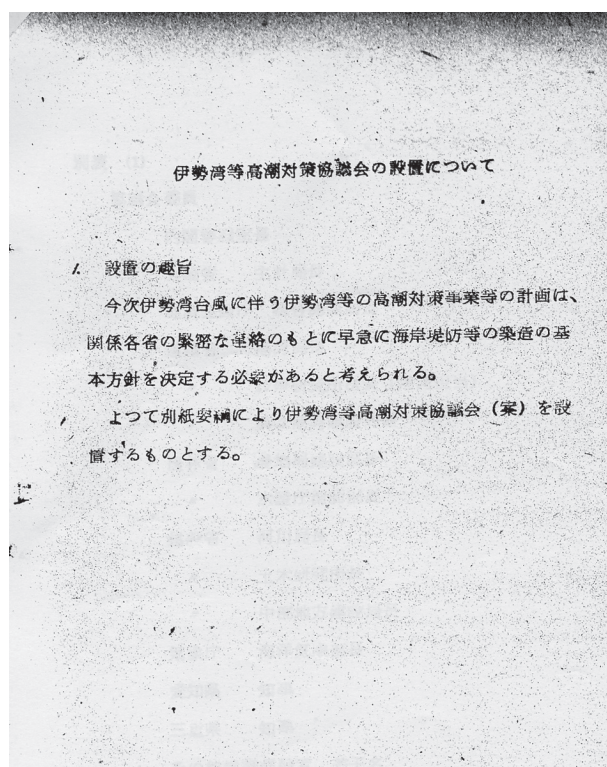 伊勢湾等高潮対策協議会の設置について
1. 設置の趣旨
今次伊勢湾台風に伴う伊勢湾等の高潮対策事業等の計画は、
関係各省の緊密な連絡のもとに早急に海岸堤防等の築造の基
本方針を決定する必要があると考えられる。
よつて別紙要綱により伊勢湾等高潮対策協議会（案）を設
置するものとする。